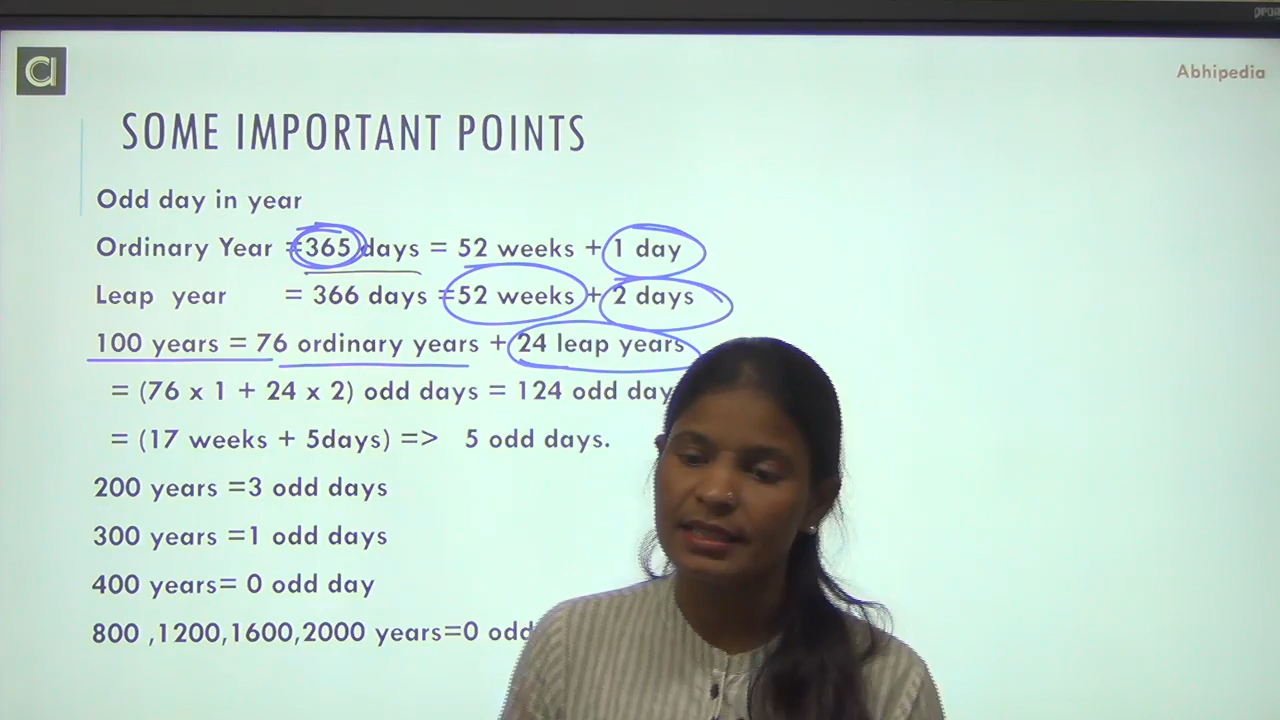 Abhipedia
SOME IMPORTANT POINTS
Odd day in year
Ordinary Year = 365 days = 52 weeks + 1 day
Leap year = 366 days = 52 weeks + 2 days
100 years = 76 ordinary years + 24 leap years
= (76 x 1 + 24 x 2) odd days = 124 odd day
= (17 weeks + 5days) => 5 odd days.
200 years =3 odd days
300 years =1 odd days
400 years= 0 odd day
800 ,1200,1600,2000 years=0 odd